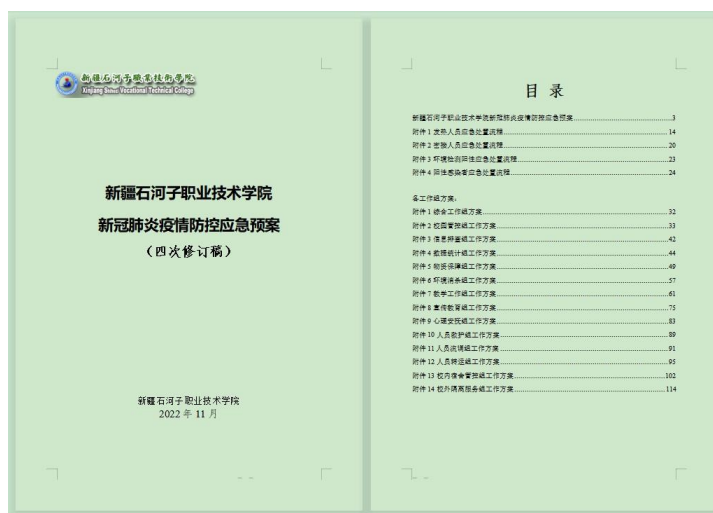 新疆石河子职业技术学院
Xinjiang Shihezi Vocational Technical College
新疆石河子职业技术学院
新冠肺炎疫情防控应急预案
（四次修订稿）
新疆石河子职业技术学院
2022 年 11 月
目 录
新疆石河子职业技术学院新冠肺炎疫情防控应急预案 3
附件 1 发热人员应急处置流程 14
附件 2 密接人员应急处置流程 20
附件 3 环境检测阳性应急处置流程 23
附件 4 阳性感染者应急处置流程 24
各工作组方案：
附件 1 综合工作组方案 32
附件 2 校园管控组工作方案 33
附件 3 信息排查组工作方案 42
附件 4 数据统计组工作方案 44
附件 5 物资保障组工作方案 49
附件 6 环境消杀组工作方案 57
附件 7 教学工作组工作方案 61
附件 8 宣传教育组工作方案 75
附件 9 心理安抚组工作方案 83
附件 10 人员救护组工作方案 89
附件 11 人员流调组工作方案 91
附件 12 人员转运组工作方案 95
附件 13 校内宿舍管控组工作方案 102
附件 14 校外隔离服务组工作方案 114